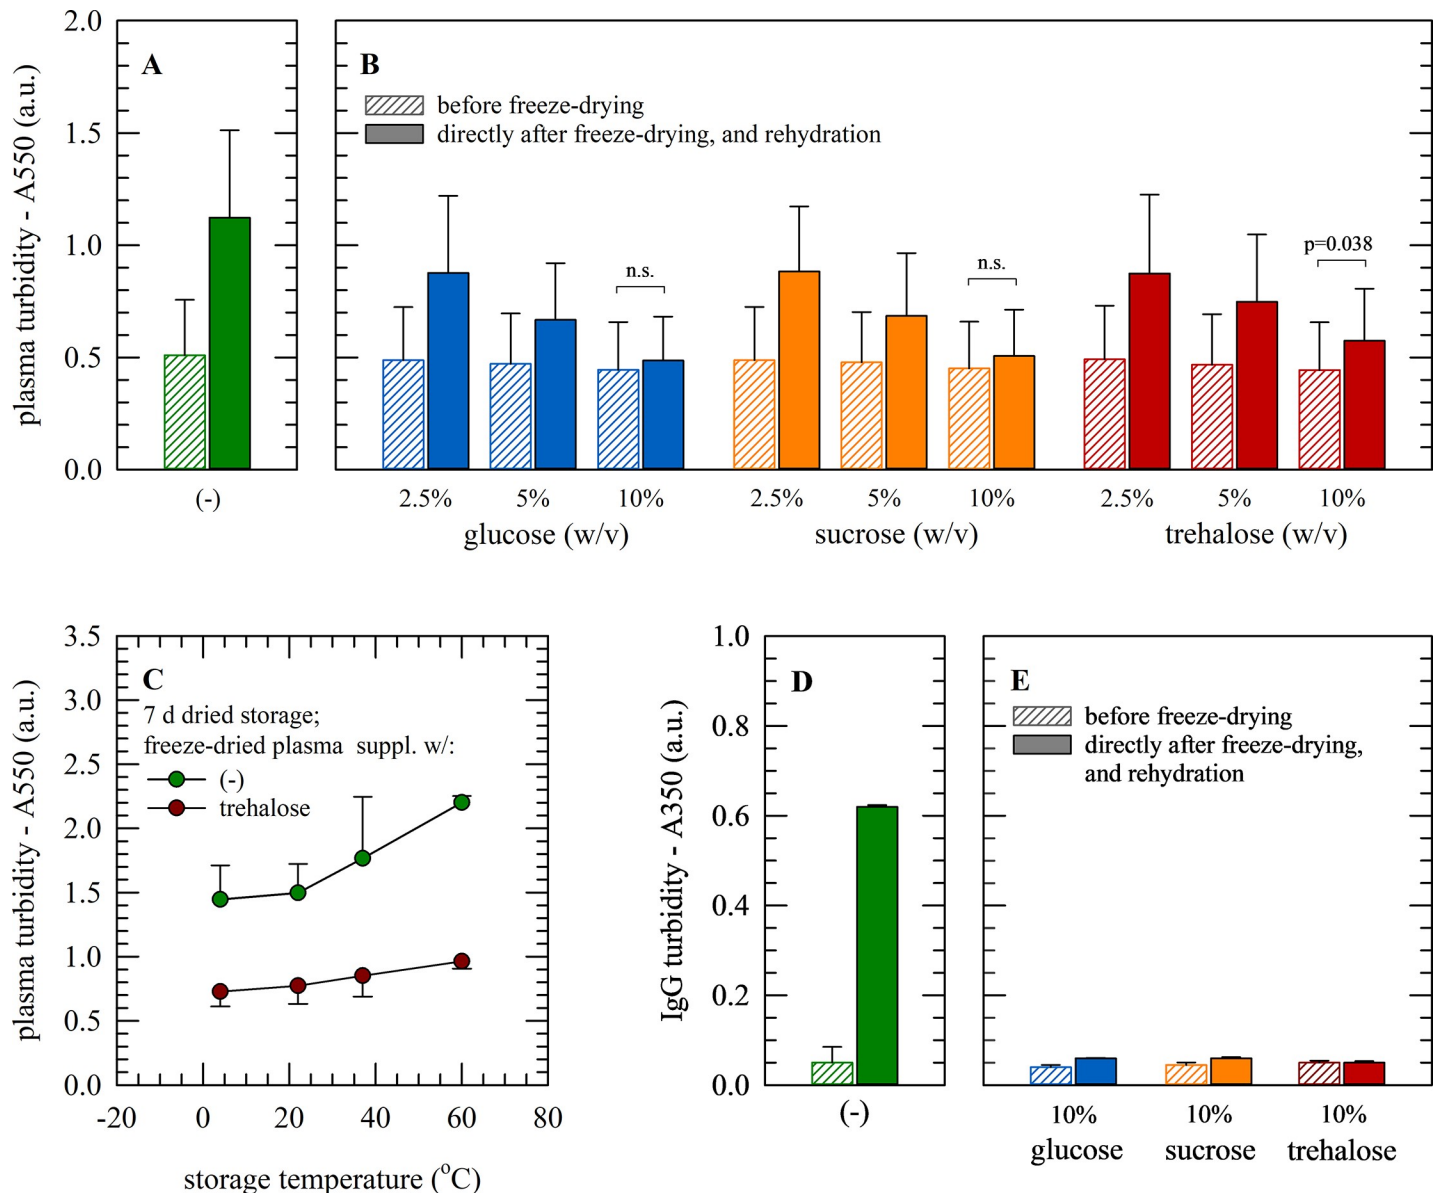 2.0
1.5
1.0
0.5
0.0
plasma turbidity - A550 (a.u.)
A
(-)
B
before freeze-drying
directly after freeze-drying, and rehydration
n.s.
n.s.
p=0.038
2.5% 5% 10%
glucose (w/v)
2.5% 5% 10%
sucrose (w/v)
2.5% 5% 10%
trehalose (w/v)
3.5
3.0
2.5
2.0
1.5
1.0
0.5
0.0
plasma turbidity - A550 (a.u.)
C
7 d dried storage;
freeze-dried plasma suppl. w/:
(-)
trehalose
-20 0 20 40 60 80
storage temperature (°C)
1.0
0.8
0.6
0.4
0.2
0.0
IgG turbidity - A350 (a.u.)
D
(-)
E
before freeze-drying
directly after freeze-drying,
and rehydration
10% 10% 10%
glucose sucrose trehalose